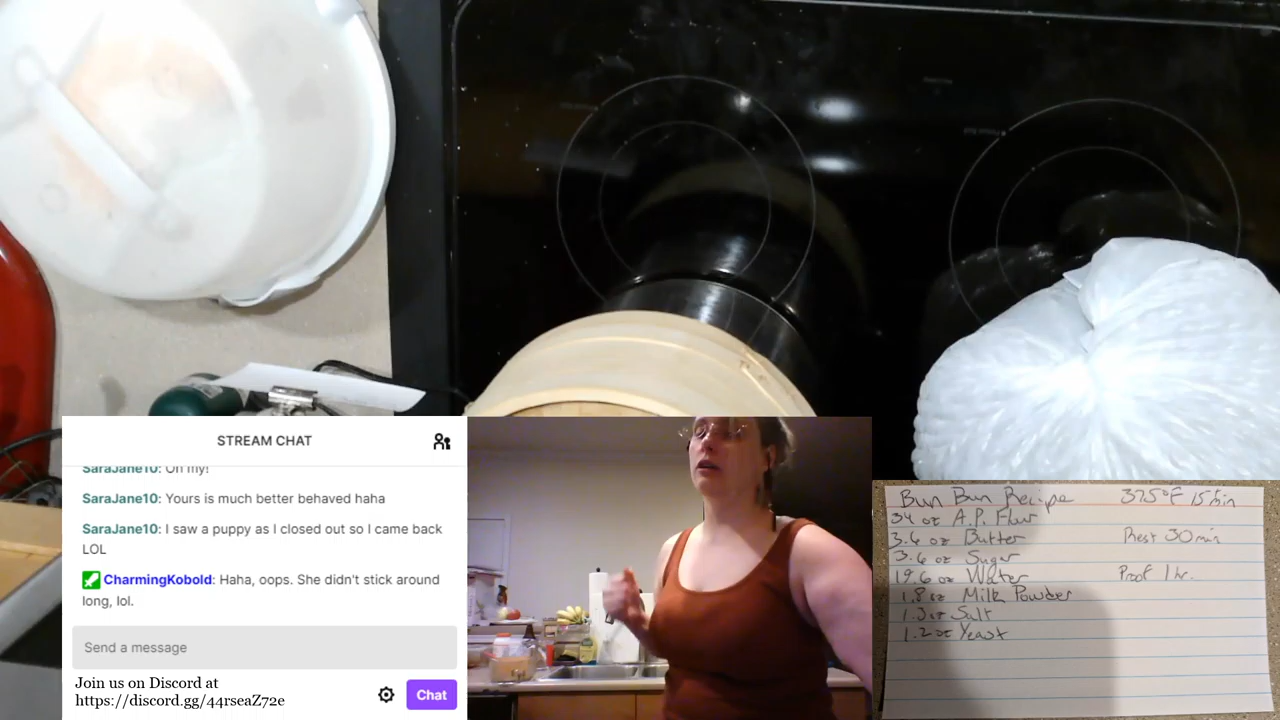 STREAM CHAT
SaraJane10: Oh my!
SaraJane10: Yours is much better behaved haha
SaraJane10: I saw a puppy as I closed out so I came back
LOL
CharmingKobold: Haha, oops. She didn't stick around
long, lol.
Send a message
Join us on Discord at
https://discord.gg/44rseaZ72e
Chat
Bun Bun Recipe 375°F 15 min
34 oz A.P. Flour
3.6 oz Butter Rest 30 min
3.6 oz Sugar
19.6 oz Water Proof 1 hr.
1.8 oz Milk Powder
oz Salt
1.2 oz Yeast